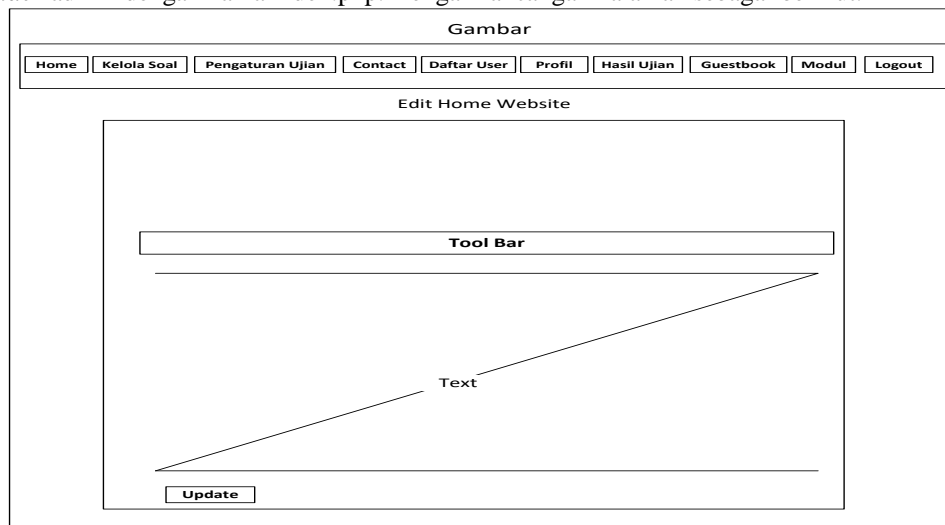 Gambar
Home Kelola Soal Pengaturan Ujian Contact Daftar User Profil Hasil Ujian Guestbook Modul Logout
Edit Home Website
Tool Bar
Text
Update